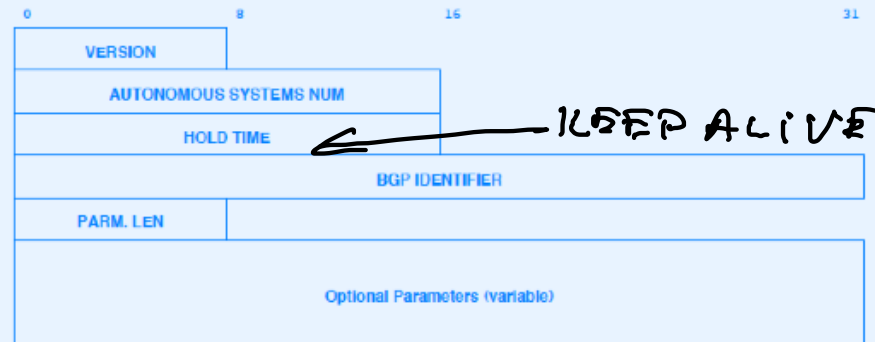 0 8 16 31
VERSION
AUTONOMOUS SYSTEMS NUM
HOLD TIME KEEP ALIVE
BGP IDENTIFIER
PARM. LEN
Optional Parameters (variable)